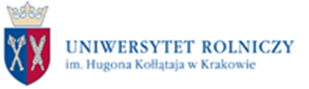 UNIWERSYTET ROLNICZY
im. Hugona Kołłątaja w Krakowie